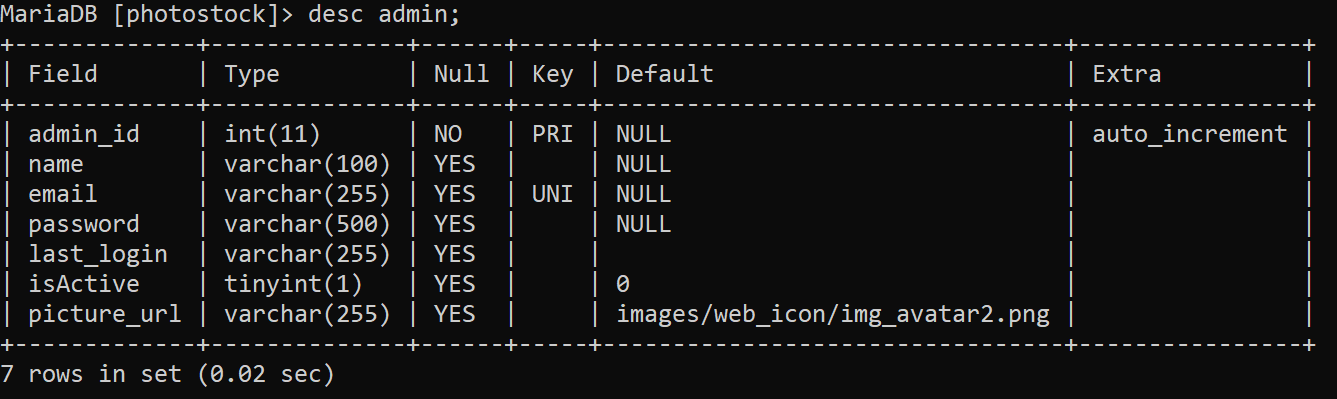 MariaDB [photostock]> desc admin;
+-------------+--------------+------+-----+---------------------------------+----------------+
| Field       | Type         | Null | Key | Default                         | Extra          |
+-------------+--------------+------+-----+---------------------------------+----------------+
| admin_id    | int(11)      | NO   | PRI | NULL                            | auto_increment |
| name        | varchar(100) | YES  |     | NULL                            |                |
| email       | varchar(255) | YES  | UNI | NULL                            |                |
| password    | varchar(500) | YES  |     | NULL                            |                |
| last_login  | varchar(255) | YES  |     |                                 |                |
| isActive    | tinyint(1)   | YES  |     | 0                               |                |
| picture_url | varchar(255) | YES  |     | images/web_icon/img_avatar2.png |                |
+-------------+--------------+------+-----+---------------------------------+----------------+
7 rows in set (0.02 sec)